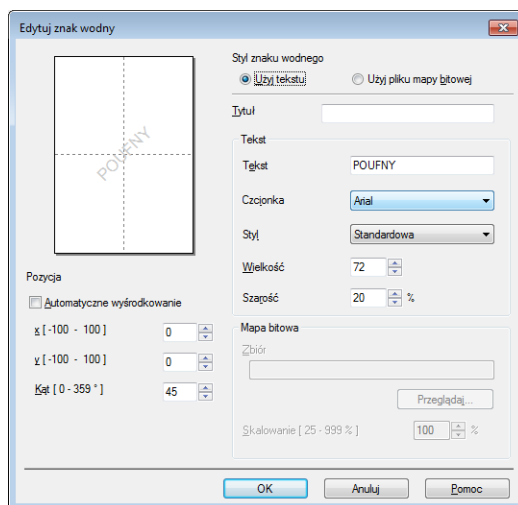 Edytuj znak wodny
POUFNY
Pozycja
Automatyczne wyśrodkowanie
x [ -100 - 100 ] 0
y [ -100 - 100 ] 0
Kąt [ 0 - 359 ° ] 45
Styl znaku wodnego
Użyj tekstu Użyj pliku mapy bitowej
Tytuł
Tekst
Tekst POUFNY
Czcjonka Arial
Styl Standardowa
Wielkość 72
Szarość 20 %
Mapa bitowa
Zbiór
Przeglądaj...
Skalowanie [ 25 - 999 % ] 100 %
OK Anuluj Pomoc